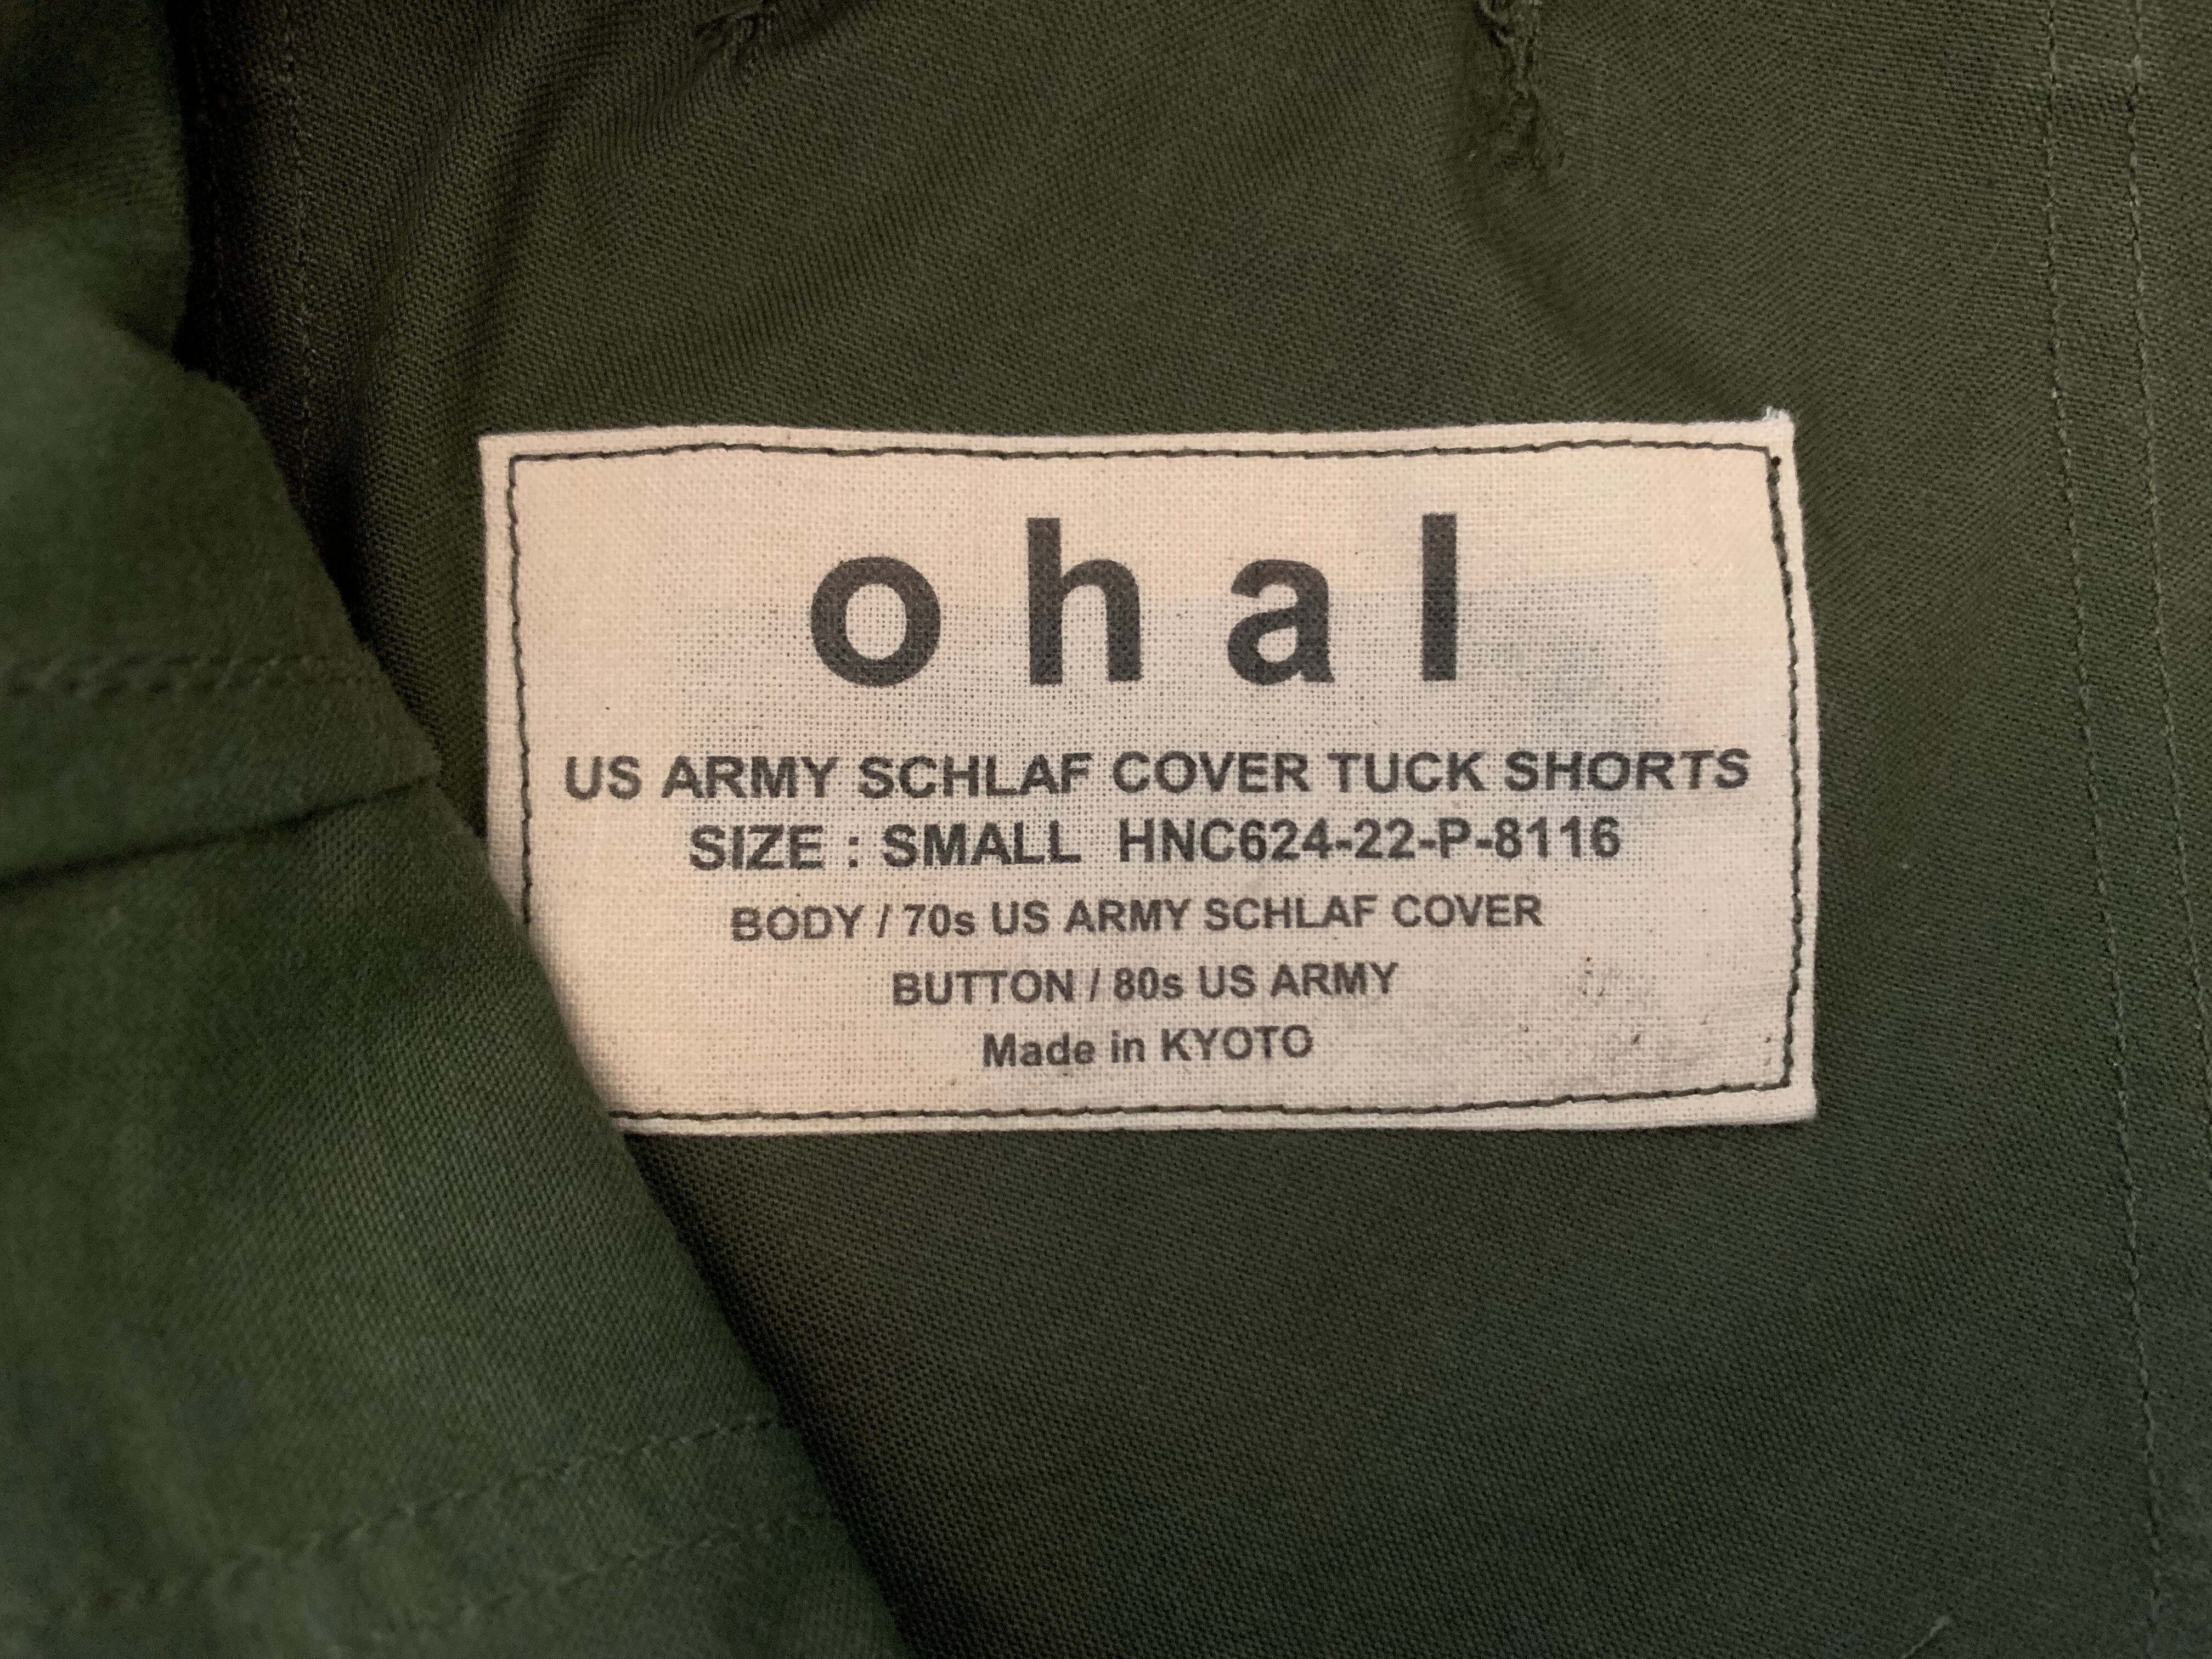 ohal
US ARMY SCHLAF COVER TUCK SHORTS
SIZE : SMALL HNC624-22-P-8116
BODY / 70s US ARMY SCHLAF COVER
BUTTON / 80s US ARMY
Made in KYOTO